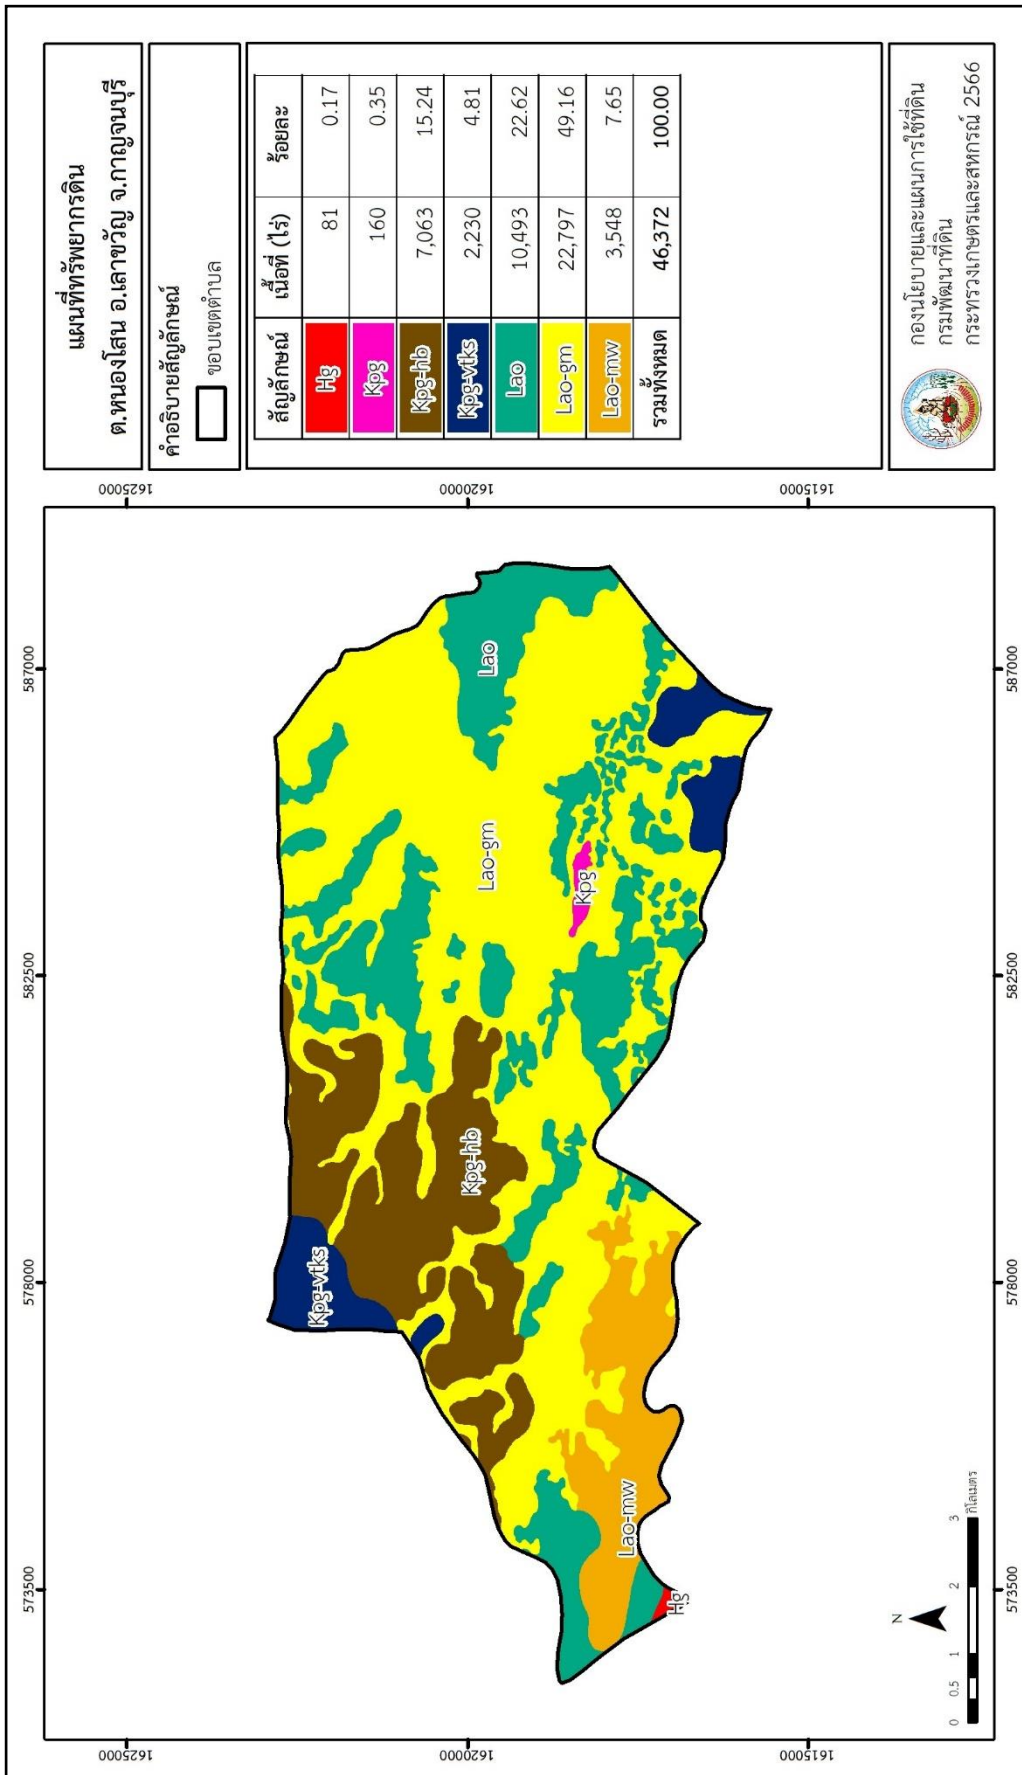 แผนที่ทรัพยากรดิน
ต.หนองโสน อ.เลาขวัญ จ.กาญจนบุรี
คำอธิบายสัญลักษณ์
ขอบเขตตำบล
สัญลักษณ์ เนื้อที่ (ไร่) ร้อยละ
Hg 81 0.17
Kpg 160 0.35
Kpg-hb 7,063 15.24
Kpg-vtks 2,230 4.81
Lao 10,493 22.62
Lao-gm 22,797 49.16
Lao-mw 3,548 7.65
รวมทั้งหมด 46,372 100.00
กองนโยบายและแผนการใช้ที่ดิน
กรมพัฒนาที่ดิน
กระทรวงเกษตรและสหกรณ์ 2566
573500 578000 582500 587000
1625000 1625000
1620000 1620000
1615000 1615000
Kpg-vtks
Kpg-hb
Lao
Lao-gm
Kpg
Lao-mw
Hg
N
0 0.5 1 2 3
กิโลเมตร
573500 578000 582500 587000